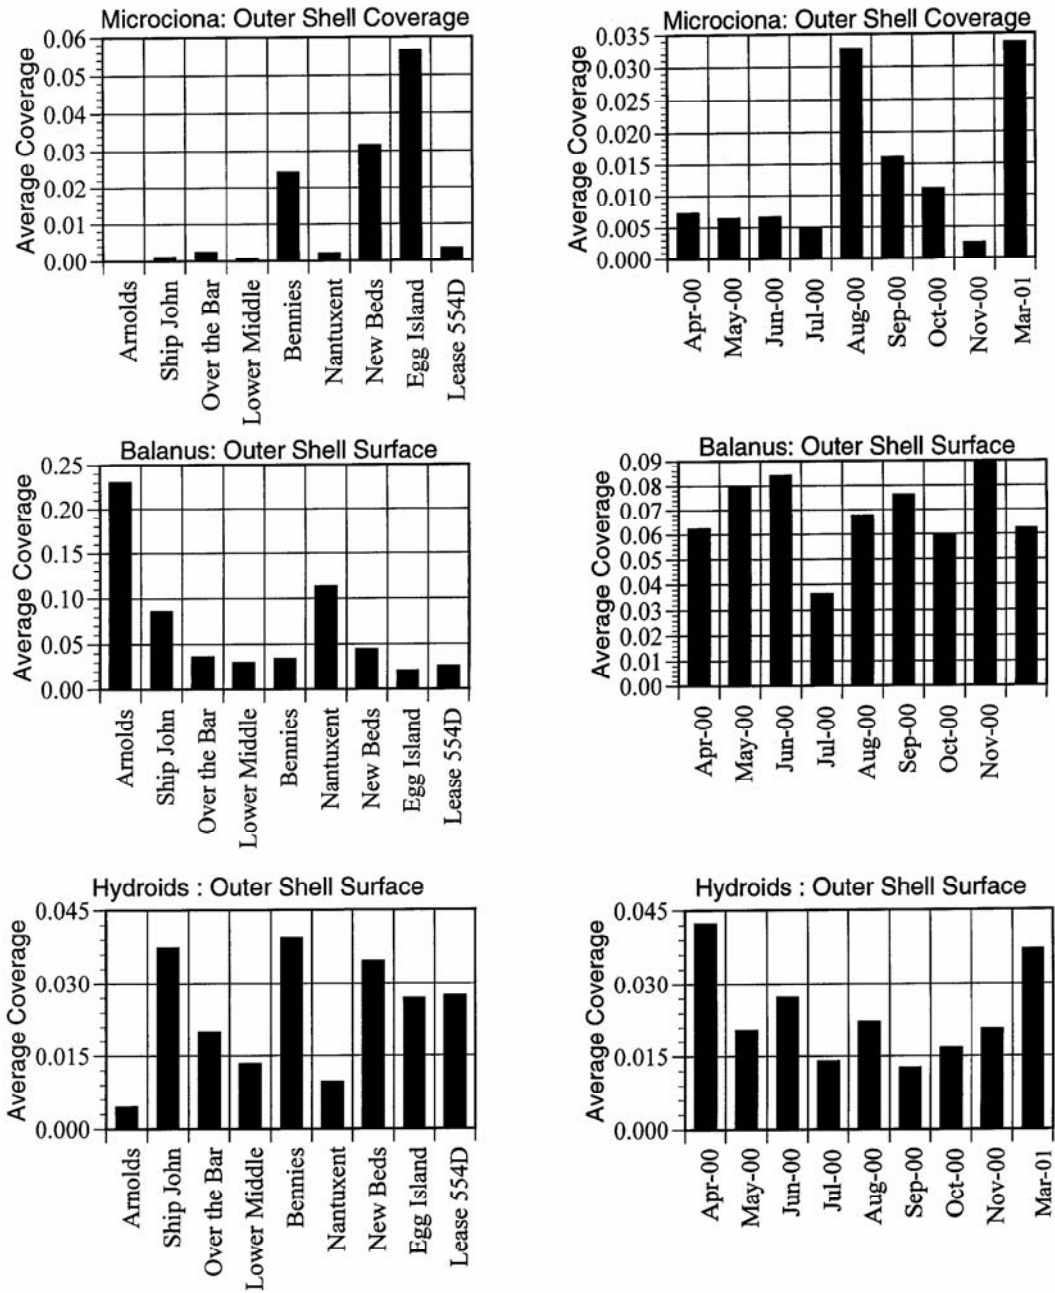 Microciona: Outer Shell Coverage
Average Coverage
0.06
0.05
0.04
0.03
0.02
0.01
0.00
Arnolds
Ship John
Over the Bar
Lower Middle
Bennies
Nantuxent
New Beds
Egg Island
Lease 554D
Microciona: Outer Shell Coverage
Average Coverage
0.035
0.030
0.025
0.020
0.015
0.010
0.005
0.000
Apr-00
May-00
Jun-00
Jul-00
Aug-00
Sep-00
Oct-00
Nov-00
Mar-01
Balanus: Outer Shell Surface
Average Coverage
0.25
0.20
0.15
0.10
0.05
0.00
Arnolds
Ship John
Over the Bar
Lower Middle
Bennies
Nantuxent
New Beds
Egg Island
Lease 554D
Balanus: Outer Shell Surface
Average Coverage
0.09
0.08
0.07
0.06
0.05
0.04
0.03
0.02
0.01
0.00
Apr-00
May-00
Jun-00
Jul-00
Aug-00
Sep-00
Oct-00
Nov-00
Hydroids : Outer Shell Surface
Average Coverage
0.045
0.030
0.015
0.000
Arnolds
Ship John
Over the Bar
Lower Middle
Bennies
Nantuxent
New Beds
Egg Island
Lease 554D
Hydroids : Outer Shell Surface
Average Coverage
0.045
0.030
0.015
0.000
Apr-00
May-00
Jun-00
Jul-00
Aug-00
Sep-00
Oct-00
Nov-00
Mar-01